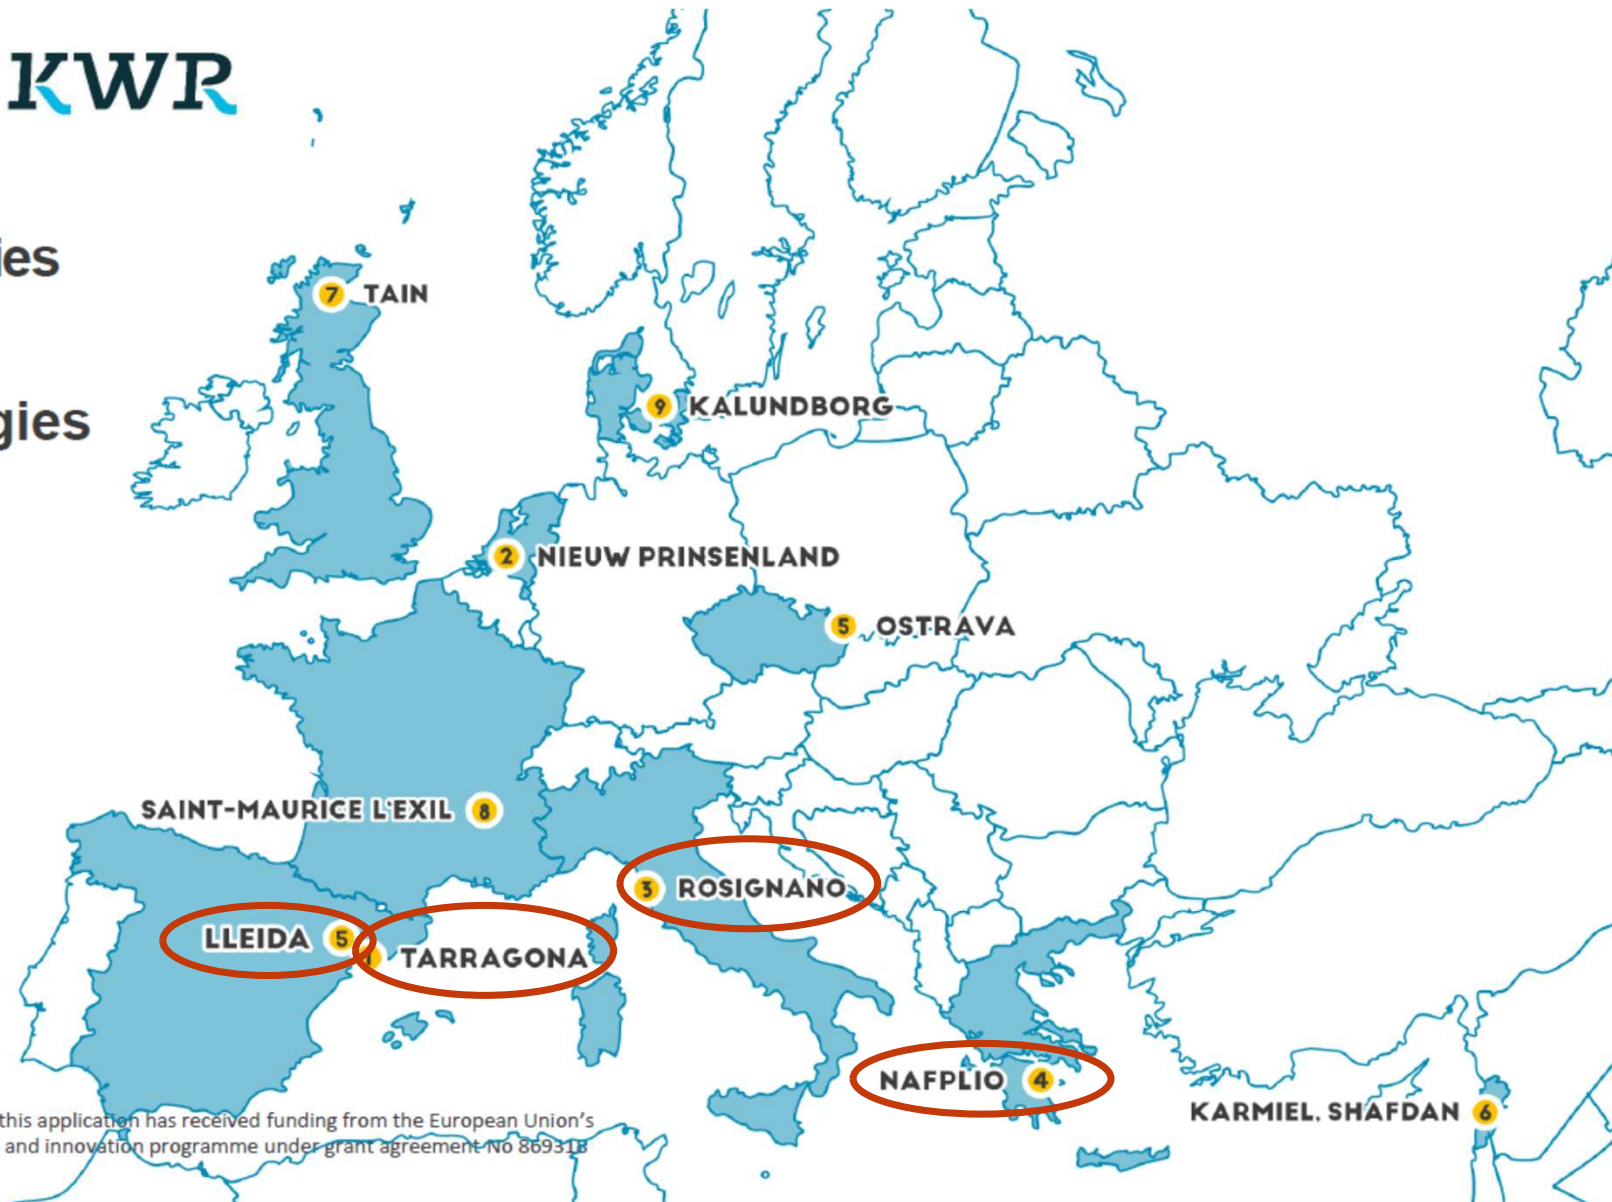 KWR
ies
gies
7 TAIN
9 KALUNDBORG
2 NIEUW PRINSENLAND
5 OSTRAVA
SAINT-MAURICE L'EXIL 8
3 ROSIGNANO
LLEIDA 5
1 TARRAGONA
NAFPLIO 4
KARMIEL. SHAFDAN 6
this application has received funding from the European Union's
and innovation programme under grant agreement No 869318